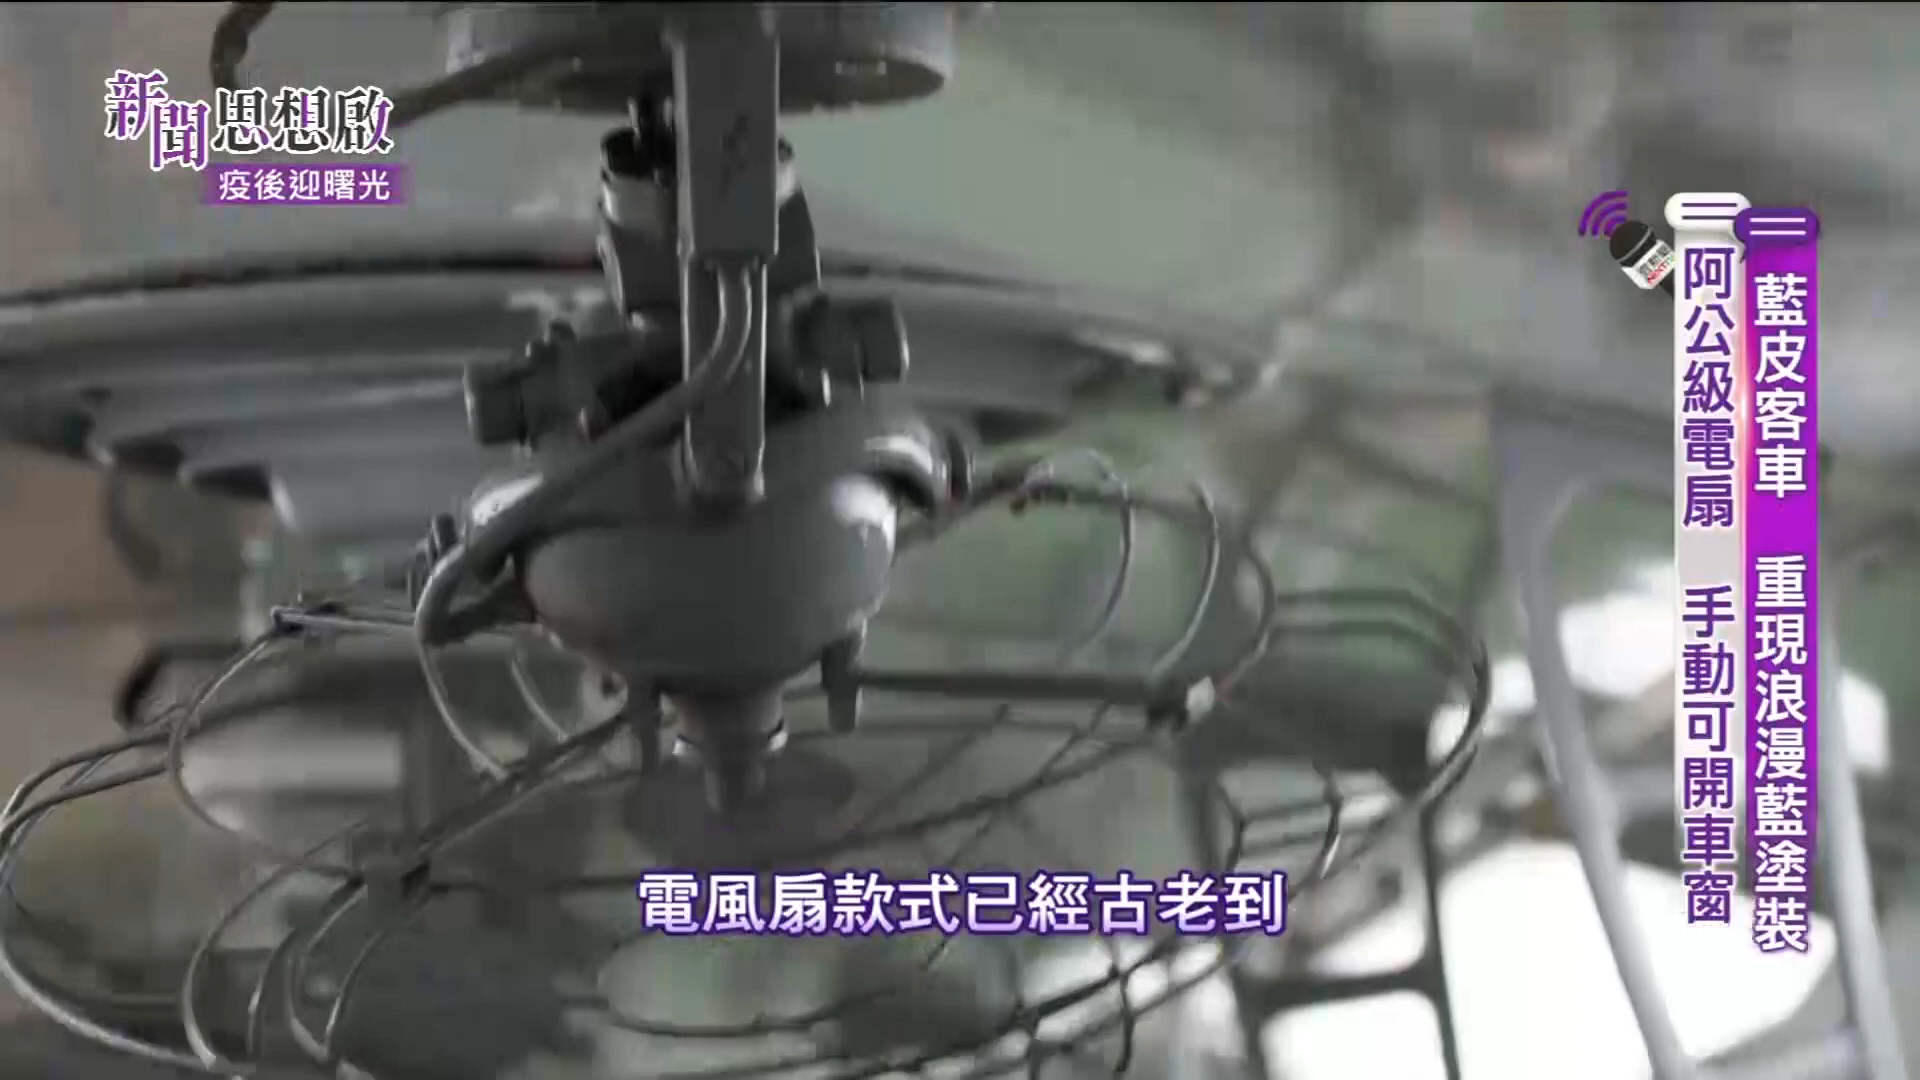 新聞思想啟
疫後迎曙光
藍皮客車 重現浪漫藍塗裝
阿公級電扇 手動可開車窗
電風扇款式已經古老到